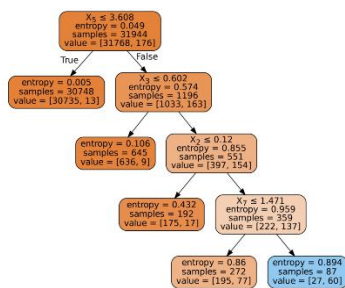 X5 ≤ 3.608
entropy = 0.049
samples = 31944
value = [31768, 176]
True
False
entropy = 0.005
samples = 30748
value = [30735, 13]
X3 ≤ 0.602
entropy = 0.574
samples = 1196
value = [1033, 163]
entropy = 0.106
samples = 645
value = [636, 9]
X2 ≤ 0.12
entropy = 0.855
samples = 551
value = [397, 154]
entropy = 0.432
samples = 192
value = [175, 17]
X7 ≤ 1.471
entropy = 0.959
samples = 359
value = [222, 137]
entropy = 0.86
samples = 272
value = [195, 77]
entropy = 0.894
samples = 87
value = [27, 60]